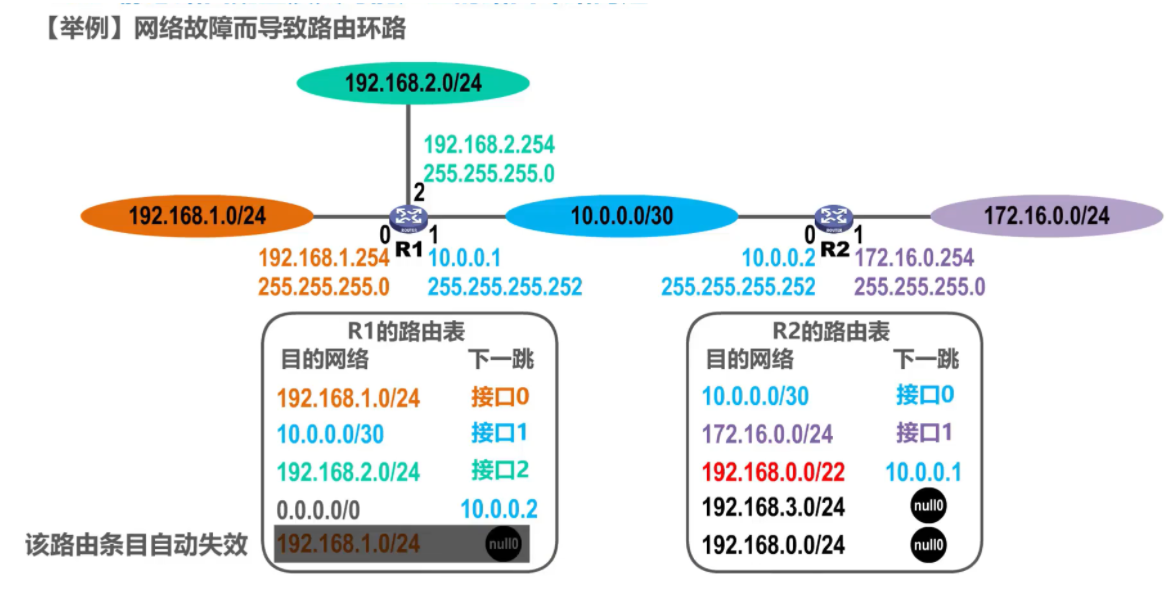 【举例】网络故障而导致路由环路
192.168.2.0/24
192.168.2.254
255.255.255.0
2
192.168.1.0/24
10.0.0.0/30
172.16.0.0/24
0
R1
1
0
R2
1
192.168.1.254
255.255.255.0
10.0.0.1
255.255.255.252
10.0.0.2
255.255.255.252
172.16.0.254
255.255.255.0
R1的路由表
目的网络 下一跳
192.168.1.0/24 接口0
10.0.0.0/30 接口1
192.168.2.0/24 接口2
0.0.0.0/0 10.0.0.2
该路由条目自动失效
192.168.1.0/24 null0
R2的路由表
目的网络 下一跳
10.0.0.0/30 接口0
172.16.0.0/24 接口1
192.168.0.0/22 10.0.0.1
192.168.3.0/24 null0
192.168.0.0/24 null0